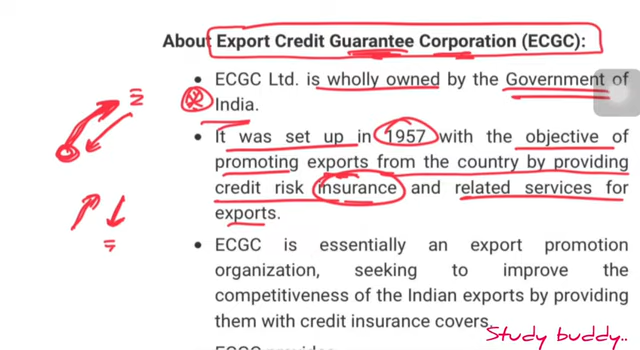 About Export Credit Guarantee Corporation (ECGC):
• ECGC Ltd. is wholly owned by the Government of
India.
• It was set up in 1957 with the objective of
promoting exports from the country by providing
credit risk insurance and related services for
exports.
• ECGC is essentially an export promotion
organization, seeking to improve the
competitiveness of the Indian exports by providing
them with credit insurance covers.
Study buddy..